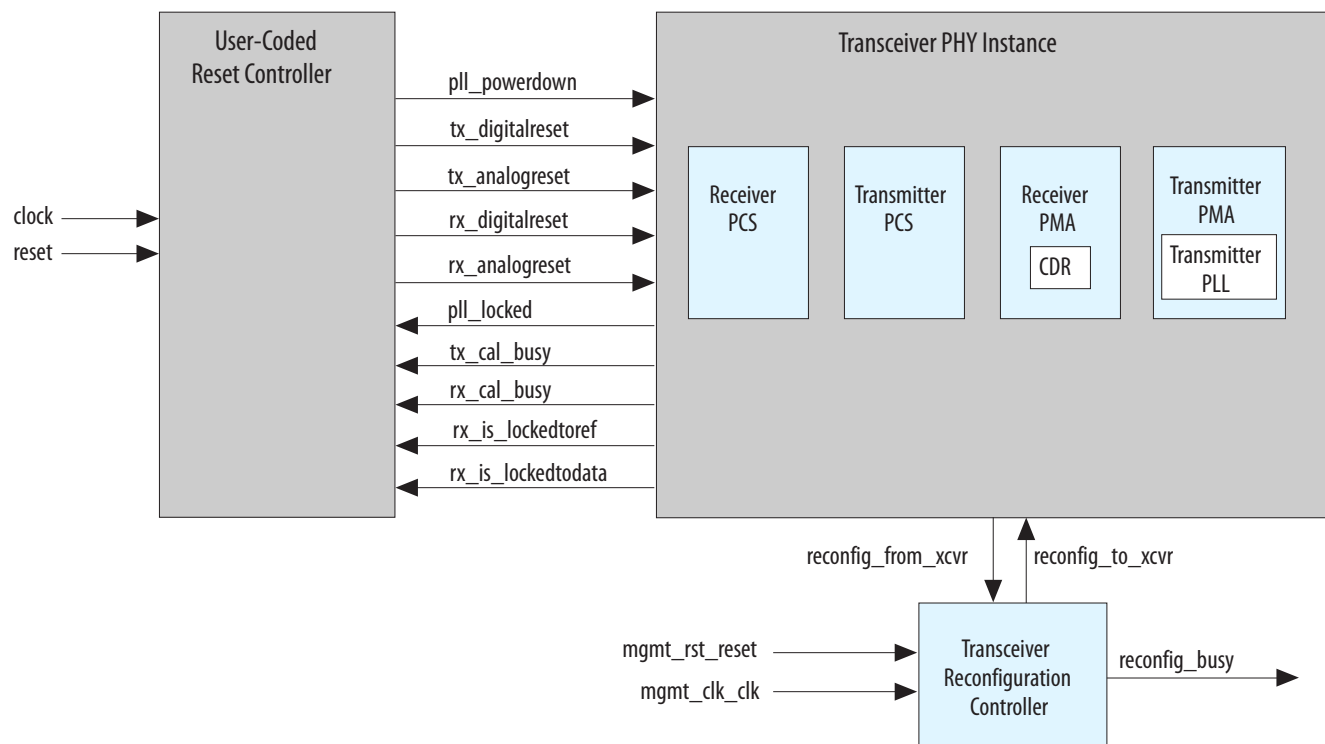 User-Coded
Reset Controller
Transceiver PHY Instance
pll_powerdown
tx_digitalreset
tx_analogreset
rx_digitalreset
rx_analogreset
pll_locked
tx_cal_busy
rx_cal_busy
rx_is_lockedtoref
rx_is_lockedtodata
clock
reset
Receiver
PCS
Transmitter
PCS
Receiver
PMA
CDR
Transmitter
PMA
Transmitter
PLL
reconfig_from_xcvr
reconfig_to_xcvr
mgmt_rst_reset
mgmt_clk_clk
Transceiver
Reconfiguration
Controller
reconfig_busy